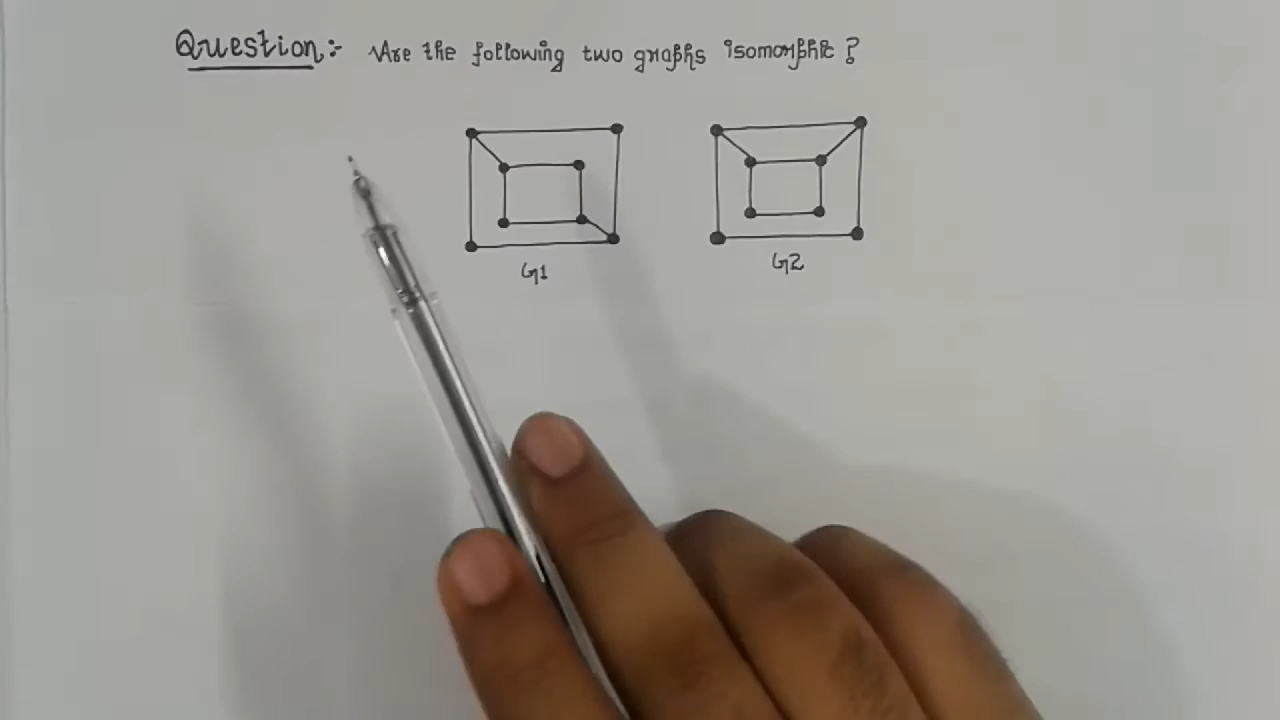 Question:- Are the following two graphs isomorphic ?
G1
G2